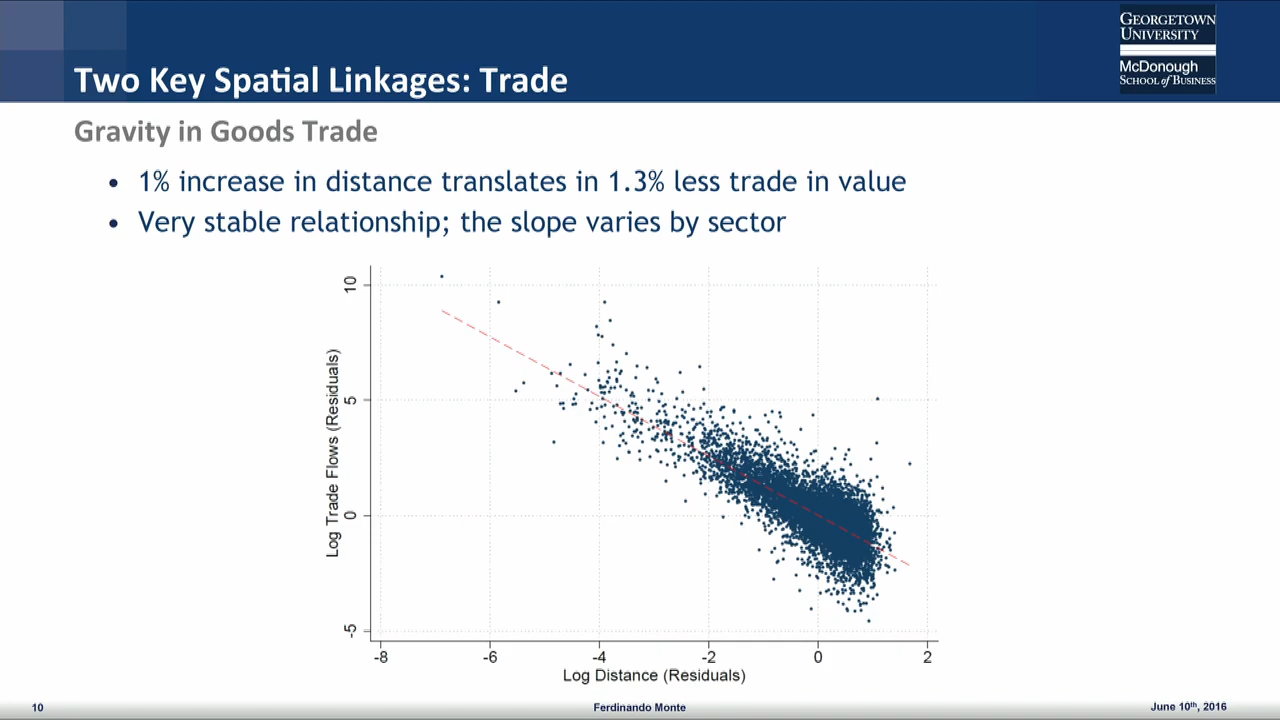 GEORGETOWN
UNIVERSITY
McDonough
SCHOOL of BUSINESS
Two Key Spatial Linkages: Trade
Gravity in Goods Trade
• 1% increase in distance translates in 1.3% less trade in value
• Very stable relationship; the slope varies by sector
Log Trade Flows (Residuals)
10
5
0
-5
-8 -6 -4 -2 0 2
Log Distance (Residuals)
10 Ferdinando Monte June 10th, 2016